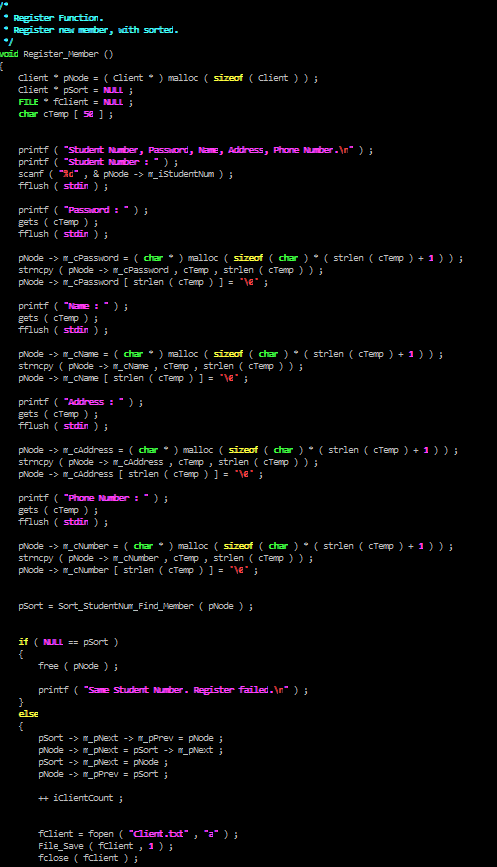 /*
 * Register Function.
 * Register new member, with sorted.
 */
void Register_Member ()
{
    Client * pNode = ( Client * ) malloc ( sizeof ( Client ) ) ;
    Client * pSort = NULL ;
    FILE * fClient = NULL ;
    char cTemp [ 50 ] ;

    printf ( "Student Number, Password, Name, Address, Phone Number.\n" ) ;
    printf ( "Student Number : " ) ;
    scanf ( "%d" , & pNode -> m_iStudentNum ) ;
    fflush ( stdin ) ;

    printf ( "Password : " ) ;
    gets ( cTemp ) ;
    fflush ( stdin ) ;

    pNode -> m_cPassword = ( char * ) malloc ( sizeof ( char ) * ( strlen ( cTemp ) + 1 ) ) ;
    strncpy ( pNode -> m_cPassword , cTemp , strlen ( cTemp ) ) ;
    pNode -> m_cPassword [ strlen ( cTemp ) ] = '\0' ;

    printf ( "Name : " ) ;
    gets ( cTemp ) ;
    fflush ( stdin ) ;

    pNode -> m_cName = ( char * ) malloc ( sizeof ( char ) * ( strlen ( cTemp ) + 1 ) ) ;
    strncpy ( pNode -> m_cName , cTemp , strlen ( cTemp ) ) ;
    pNode -> m_cName [ strlen ( cTemp ) ] = '\0' ;

    printf ( "Address : " ) ;
    gets ( cTemp ) ;
    fflush ( stdin ) ;

    pNode -> m_cAddress = ( char * ) malloc ( sizeof ( char ) * ( strlen ( cTemp ) + 1 ) ) ;
    strncpy ( pNode -> m_cAddress , cTemp , strlen ( cTemp ) ) ;
    pNode -> m_cAddress [ strlen ( cTemp ) ] = '\0' ;

    printf ( "Phone Number : " ) ;
    gets ( cTemp ) ;
    fflush ( stdin ) ;

    pNode -> m_cNumber = ( char * ) malloc ( sizeof ( char ) * ( strlen ( cTemp ) + 1 ) ) ;
    strncpy ( pNode -> m_cNumber , cTemp , strlen ( cTemp ) ) ;
    pNode -> m_cNumber [ strlen ( cTemp ) ] = '\0' ;

    pSort = Sort_StudentNum_Find_Member ( pNode ) ;

    if ( NULL == pSort )
    {
        free ( pNode ) ;

        printf ( "Same Student Number. Register failed.\n" ) ;
    }
    else
    {
        pSort -> m_pNext -> m_pPrev = pNode ;
        pNode -> m_pNext = pSort -> m_pNext ;
        pSort -> m_pNext = pNode ;
        pNode -> m_pPrev = pSort ;

        ++ iClientCount ;

        fClient = fopen ( "Client.txt" , "a" ) ;
        File_Save ( fClient , 1 ) ;
        fclose ( fClient ) ;